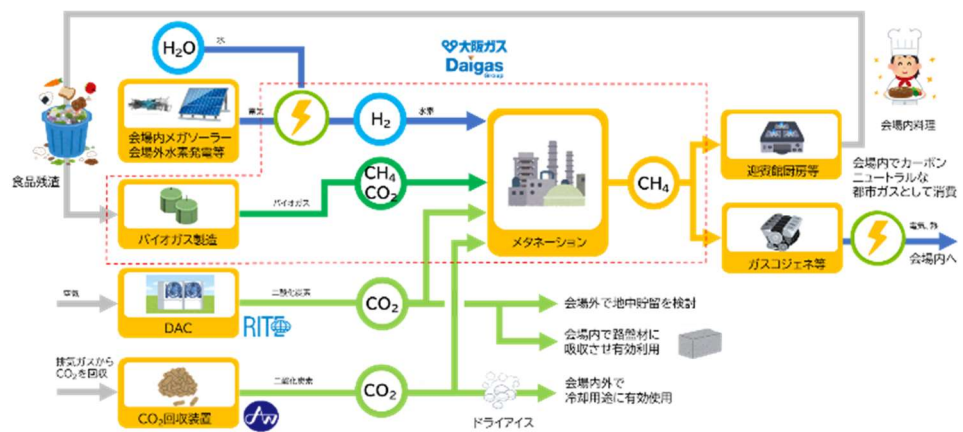 H₂O
水
大阪ガス
Daigas
Group
会場内メガソーラー
会場外水素発電等
電気
H₂
水素
会場内料理
食品残渣
バイオガス製造
バイオガス
CH₄
CO₂
メタネーション
CH₄
迎賓館厨房等
会場内でカーボン
ニュートラルな
都市ガスとして消費
ガスコジェネ等
電気、熱
会場内へ
空気
DAC
RITE
二酸化炭素
CO₂
会場外で地中貯留を検討
会場内で路盤材に
吸収させ有効利用
排気ガスから
CO₂を回収
CO₂回収装置
二酸化炭素
CO₂
ドライアイス
会場内外で
冷却用途に有効使用